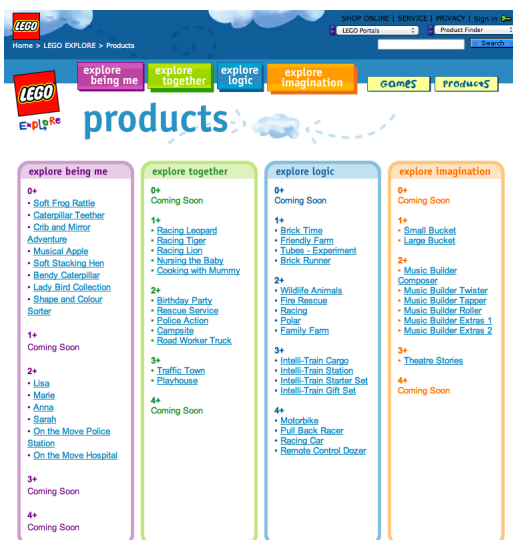 SHOP ONLINE | SERVICE | PRIVACY | Sign in
LEGO
LEGO Portals
Product Finder
Home > LEGO EXPLORE > Products
:: Search
explore
being me
explore
together
explore
logic
explore
imagination
Games
Products
LEGO
EXPLORE
products
explore being me
0+
• Soft Frog Rattle
• Caterpillar Teether
• Crib and Mirror
Adventure
• Musical Apple
• Soft Stacking Hen
• Bendy Caterpillar
• Lady Bird Collection
• Shape and Colour
Sorter
1+
Coming Soon
2+
• Lisa
• Marie
• Anna
• Sarah
• On the Move Police
Station
• On the Move Hospital
3+
Coming Soon
4+
Coming Soon
explore together
0+
Coming Soon
1+
• Racing Leopard
• Racing Tiger
• Racing Lion
• Nursing the Baby
• Cooking with Mummy
2+
• Birthday Party
• Rescue Service
• Police Action
• Campsite
• Road Worker Truck
3+
• Traffic Town
• Playhouse
4+
Coming Soon
explore logic
0+
Coming Soon
1+
• Brick Time
• Friendly Farm
• Tubes - Experiment
• Brick Runner
2+
• Wildlife Animals
• Fire Rescue
• Racing
• Polar
• Family Farm
3+
• Intelli-Train Cargo
• Intelli-Train Station
• Intelli-Train Starter Set
• Intelli-Train Gift Set
4+
• Motorbike
• Pull Back Racer
• Racing Car
• Remote Control Dozer
explore imagination
0+
Coming Soon
1+
• Small Bucket
• Large Bucket
2+
• Music Builder
Composer
• Music Builder Twister
• Music Builder Tapper
• Music Builder Roller
• Music Builder Extras 1
• Music Builder Extras 2
3+
• Theatre Stories
4+
Coming Soon